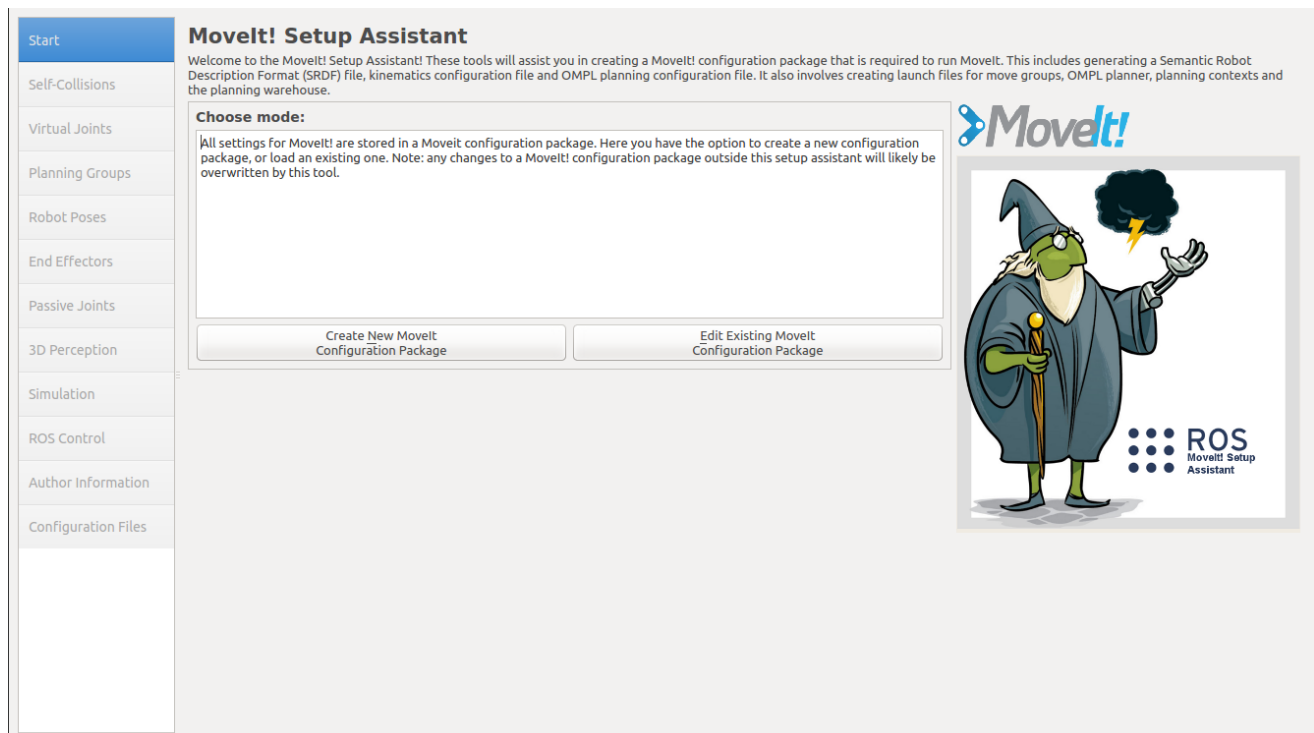 Start
Self-Collisions
Virtual Joints
Planning Groups
Robot Poses
End Effectors
Passive Joints
3D Perception
Simulation
ROS Control
Author Information
Configuration Files
MoveIt! Setup Assistant
Welcome to the MoveIt! Setup Assistant! These tools will assist you in creating a MoveIt! configuration package that is required to run MoveIt. This includes generating a Semantic Robot
Description Format (SRDF) file, kinematics configuration file and OMPL planning configuration file. It also involves creating launch files for move groups, OMPL planner, planning contexts and
the planning warehouse.
Choose mode:
All settings for MoveIt! are stored in a Moveit configuration package. Here you have the option to create a new configuration
package, or load an existing one. Note: any changes to a MoveIt! configuration package outside this setup assistant will likely be
overwritten by this tool.
Create New MoveIt
Configuration Package
Edit Existing MoveIt
Configuration Package
MoveIt!
ROS
MoveIt! Setup
Assistant